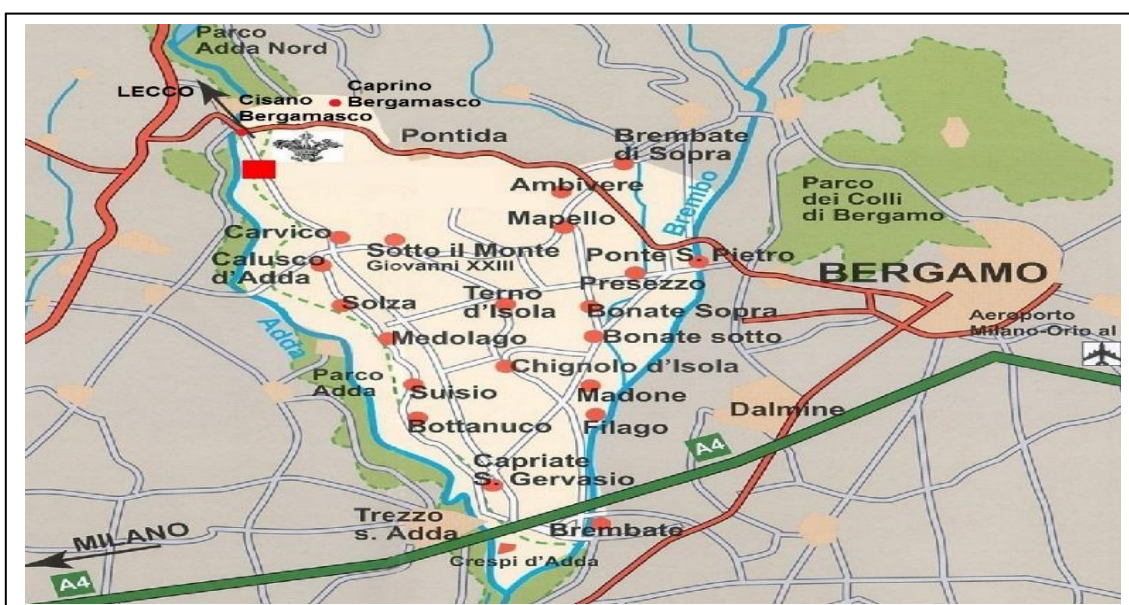 Parco
Adda Nord
LECCO
Cisano
Bergamasco
Caprino
Bergamasco
Pontida
Brembate
di Sopra
Ambivere
Mapello
Brembo
Parco
dei Colli
di Bergamo
Carvico
Sotto il Monte
Giovanni XXIII
Calusco
d'Adda
Ponte S. Pietro
Presezzo
BERGAMO
Solza
Terno
d'Isola
Bonate Sopra
Aeroporto
Milano-Orio al
Adda
Medolago
Bonate sotto
Parco
Adda
Chignolo d'Isola
Suisio
Madone
Dalmine
Bottanuco
Filago
A4
Capriate
S. Gervasio
Trezzo
s. Adda
Brembate
MILANO
Crespi d'Adda
A4